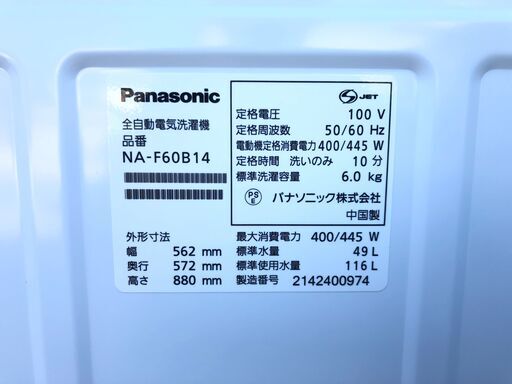 Panasonic
全自動電気洗濯機
品番
NA-F60B14
外形寸法
幅 562 mm
奥行 572 mm
高さ 880 mm
S JET
定格電圧 100 V
定格周波数 50/60 Hz
電動機定格消費電力 400/445 W
定格時間 洗いのみ 10 分
標準洗濯容量 6.0 kg
PS E パナソニック株式会社
中国製
最大消費電力 400/445 W
標準水量 49 L
標準使用水量 116 L
製造番号 2142400974